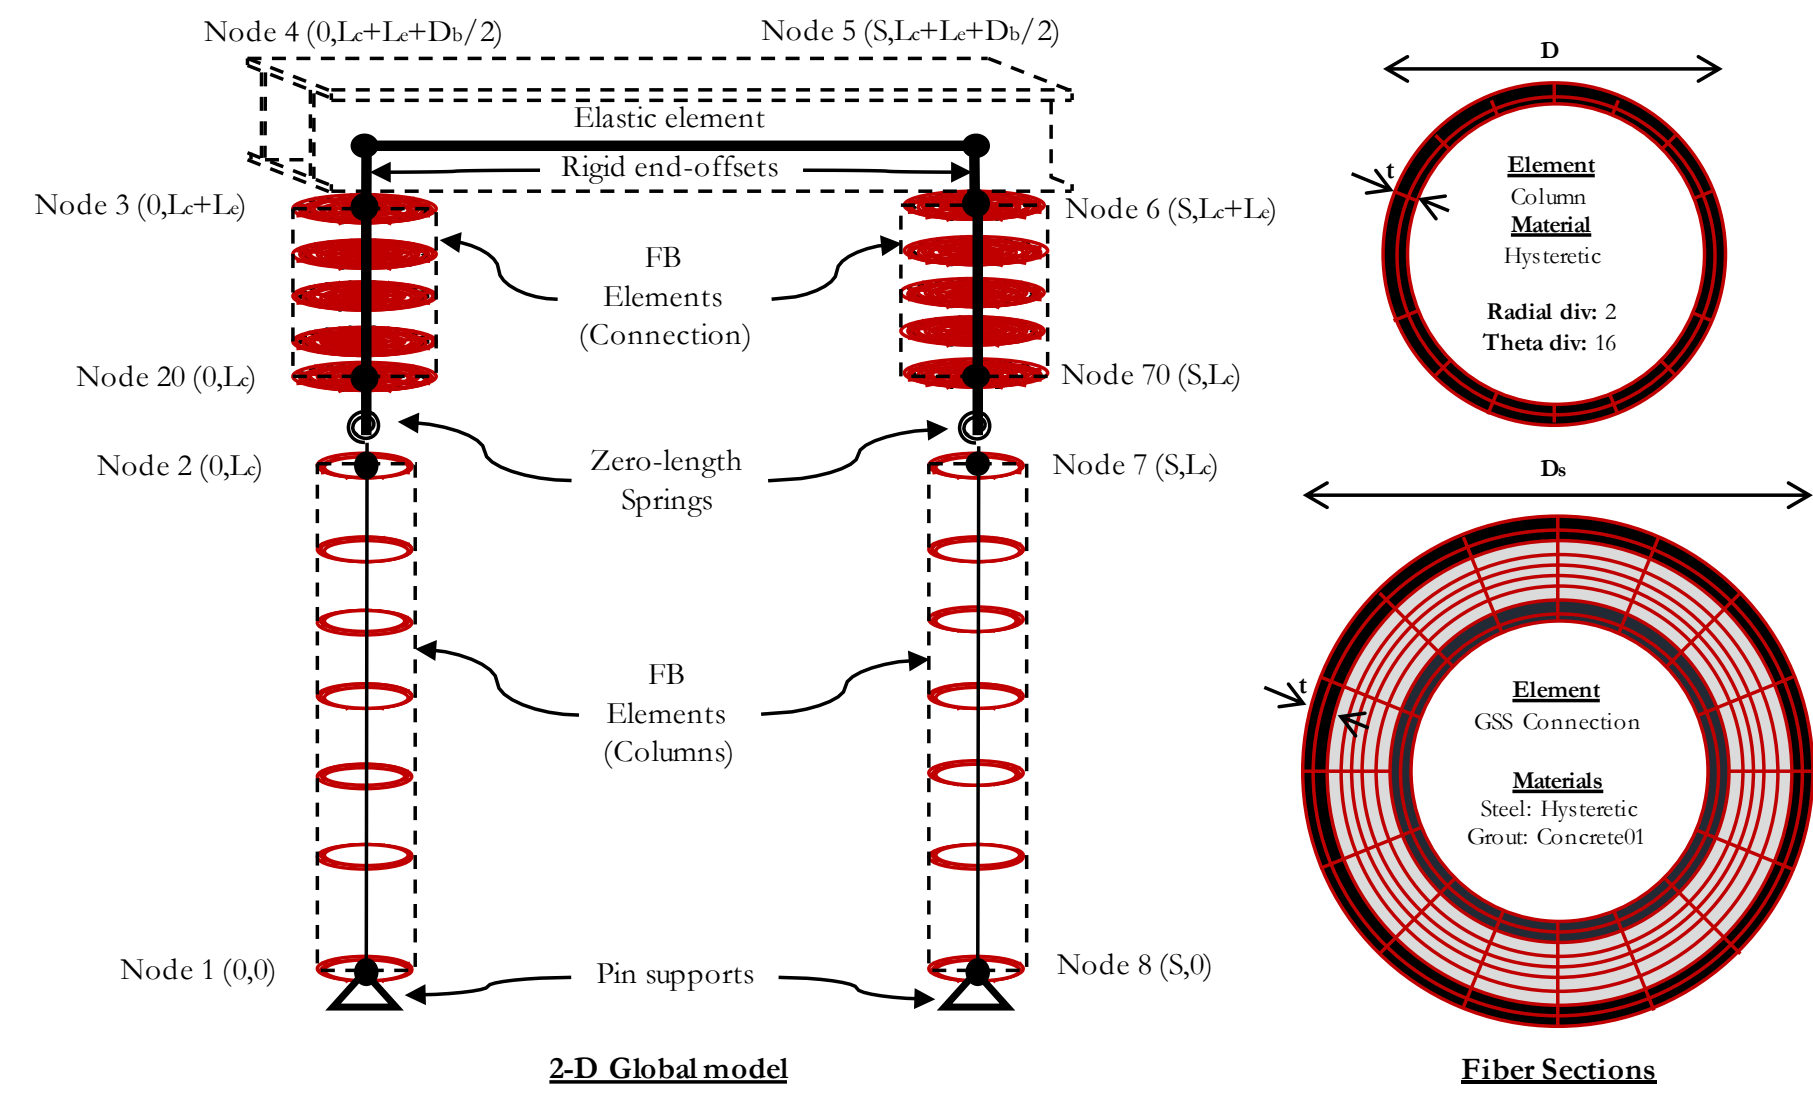 Node 4 (0,Lc+Le+Db/2)
Node 5 (S,Lc+Le+Db/2)
Elastic element
Rigid end-offsets
Node 3 (0,Lc+Le)
Node 6 (S,Lc+Le)
FB
Elements
(Connection)
Node 20 (0,Lc)
Node 70 (S,Lc)
Node 2 (0,Lc)
Zero-length
Springs
Node 7 (S,Lc)
FB
Elements
(Columns)
Node 1 (0,0)
Pin supports
Node 8 (S,0)
2-D Global model
D
t
Element
Column
Material
Hysteretic
Radial div: 2
Theta div: 16
Ds
t
Element
GSS Connection
Materials
Steel: Hysteretic
Grout: Concrete01
Fiber Sections